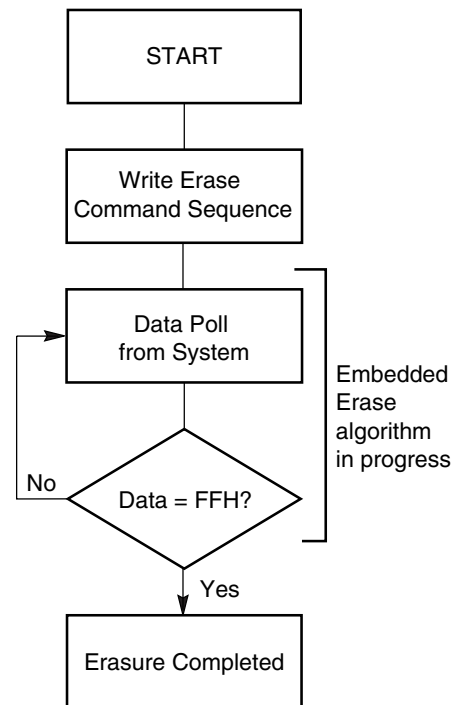 START
Write Erase
Command Sequence
Data Poll
from System
Embedded
Erase
algorithm
in progress
No
Data = FFH?
Yes
Erasure Completed